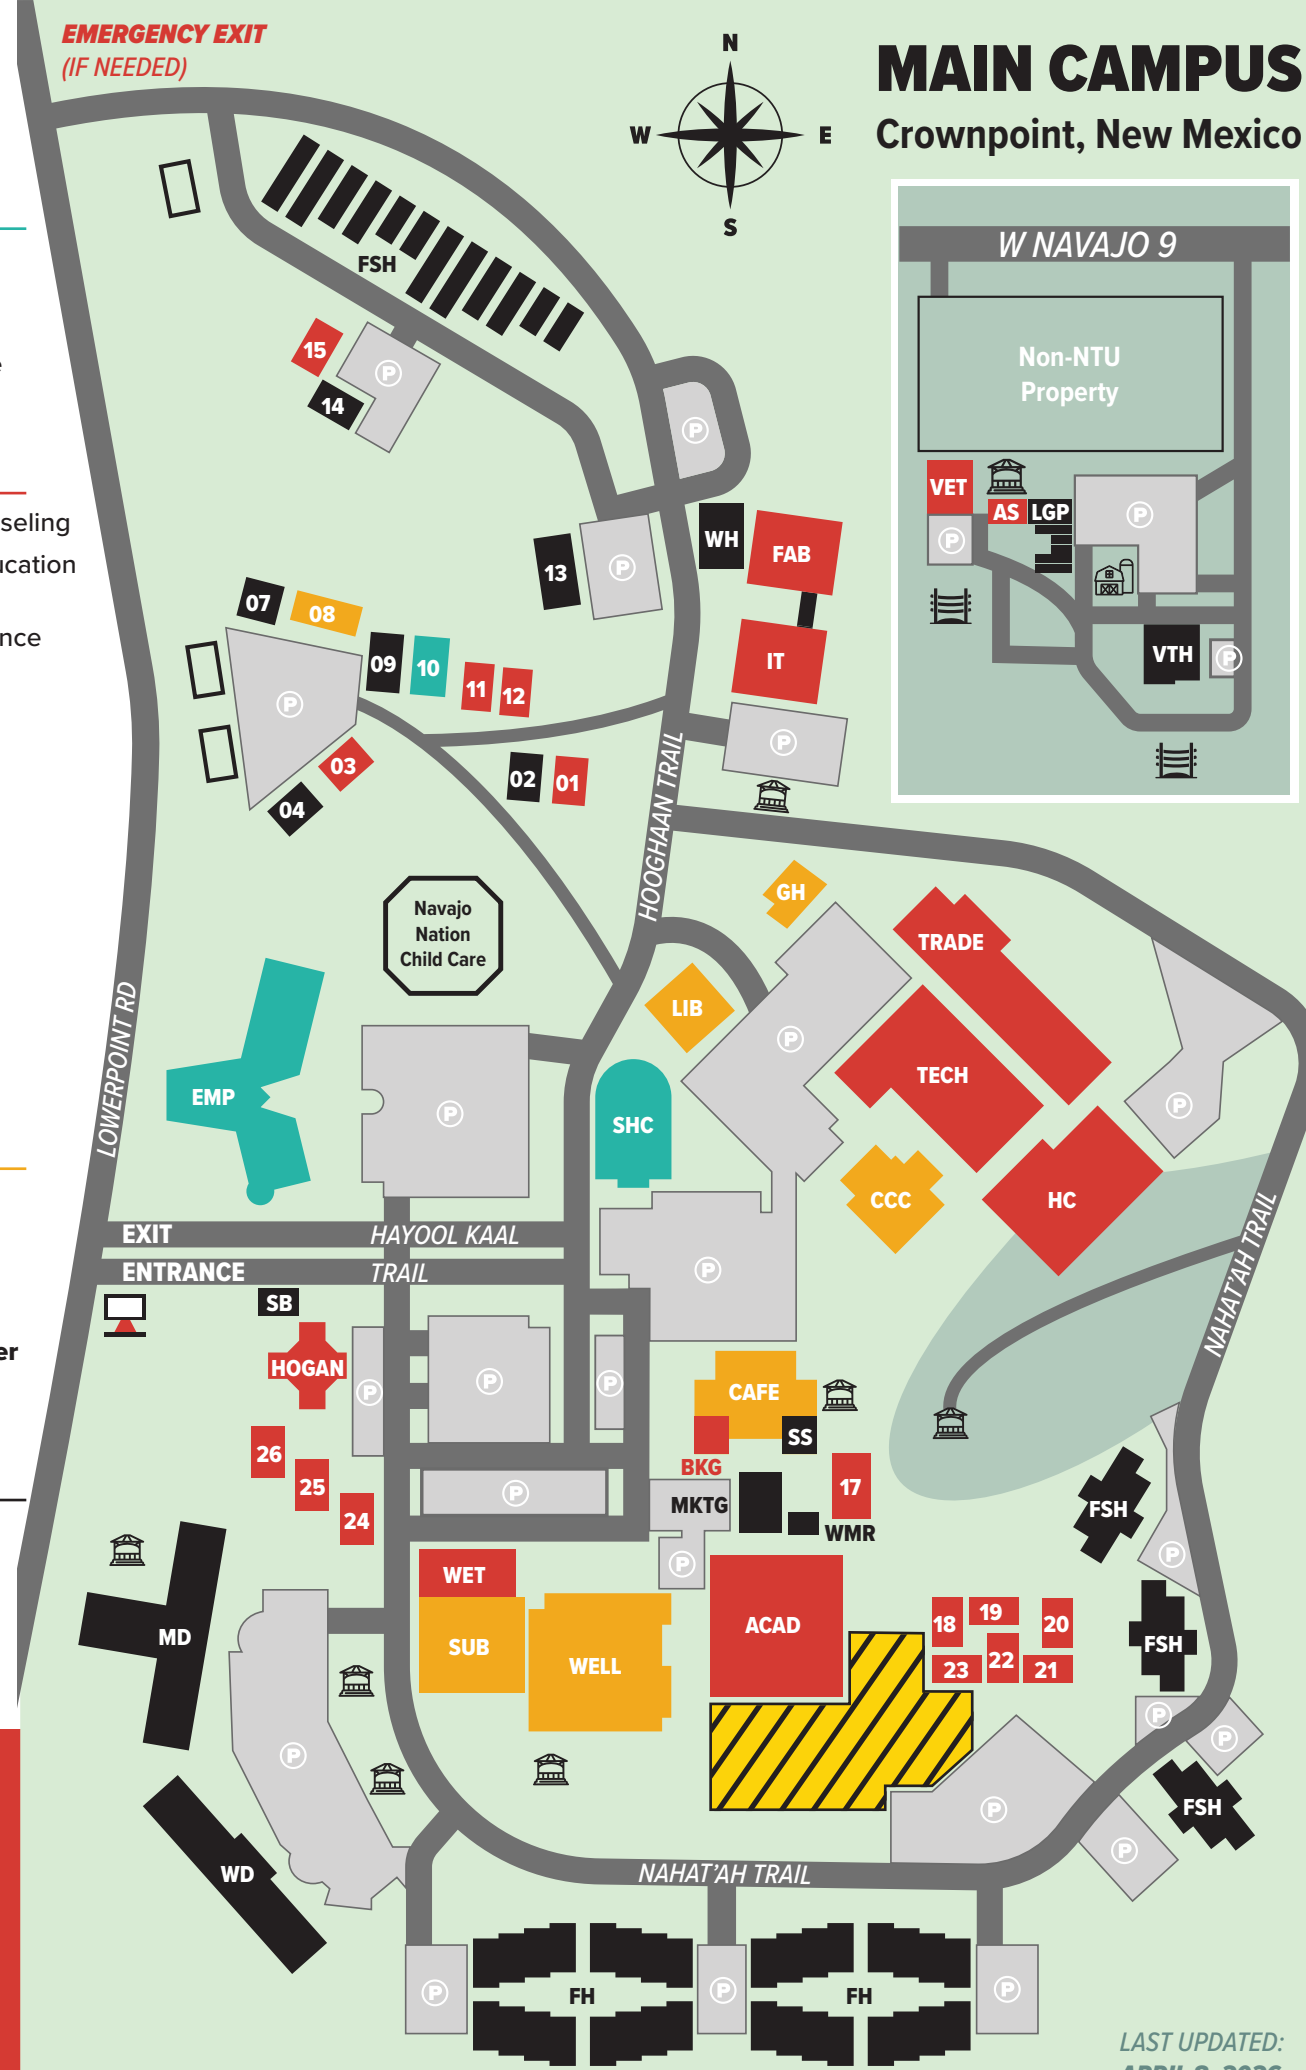 EMERGENCY EXIT
(IF NEEDED)
N
W
E
S
MAIN CAMPUS
Crownpoint, New Mexico
W NAVAJO 9
Non-NTU
Property
VET
AS
LGP
P
P
VTH
P
FSH
15
P
14
P
seling
ucation
nce
13
P
WH
FAB
IT
P
07
08
09
10
11
12
P
03
04
02
01
HOOGHAAN TRAIL
Navajo
Nation
Child Care
GH
TRADE
LIB
P
TECH
P
LOWERPOINT RD
EMP
P
SHC
CCC
HC
NAHAT'AH TRAIL
EXIT
HAYOOL KAAL
ENTRANCE
TRAIL
P
SB
HOGAN
P
P
P
CAFE
SS
BKG
er
26
25
24
P
MKTG
17
WMR
P
FSH
P
MD
WET
SUB
WELL
ACAD
18
19
20
23
22
21
FSH
P
P
P
FSH
P
P
WD
NAHAT'AH TRAIL
P
FH
P
FH
P
LAST UPDATED: